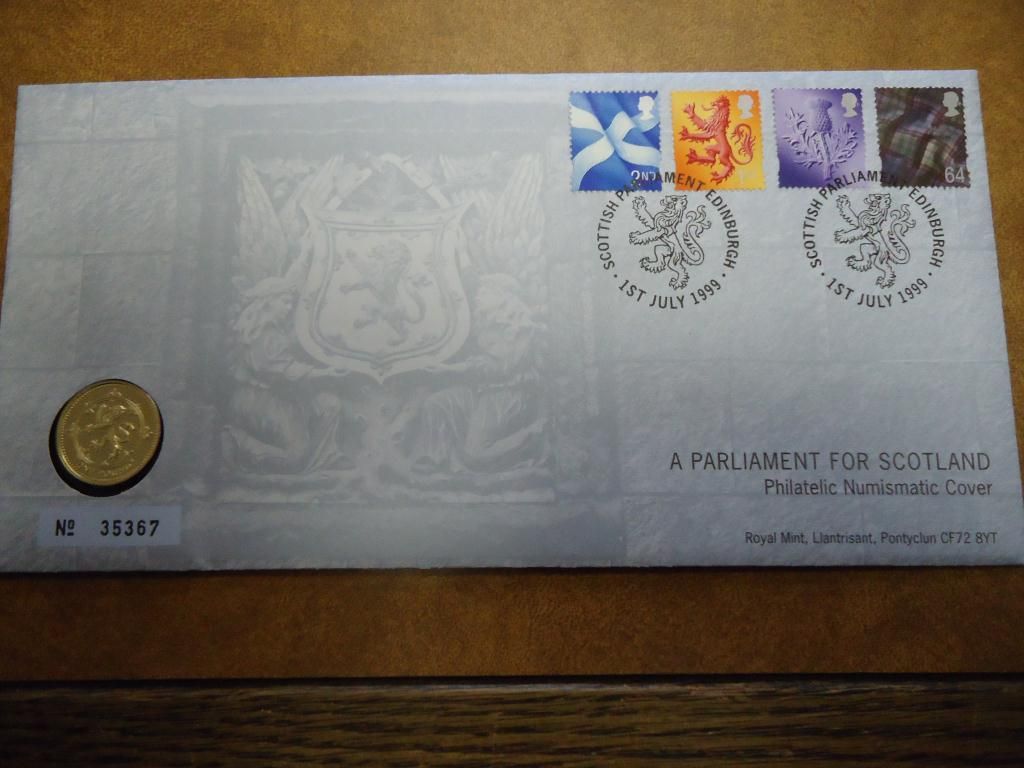 2ND
1ST
64
SCOTTISH PARLIAMENT EDINBURGH
· 1ST JULY 1999 ·
SCOTTISH PARLIAMENT EDINBURGH
· 1ST JULY 1999 ·
A PARLIAMENT FOR SCOTLAND
Philatelic Numismatic Cover
Nº 35367
Royal Mint, Llantrisant, Pontyclun CF72 8YT